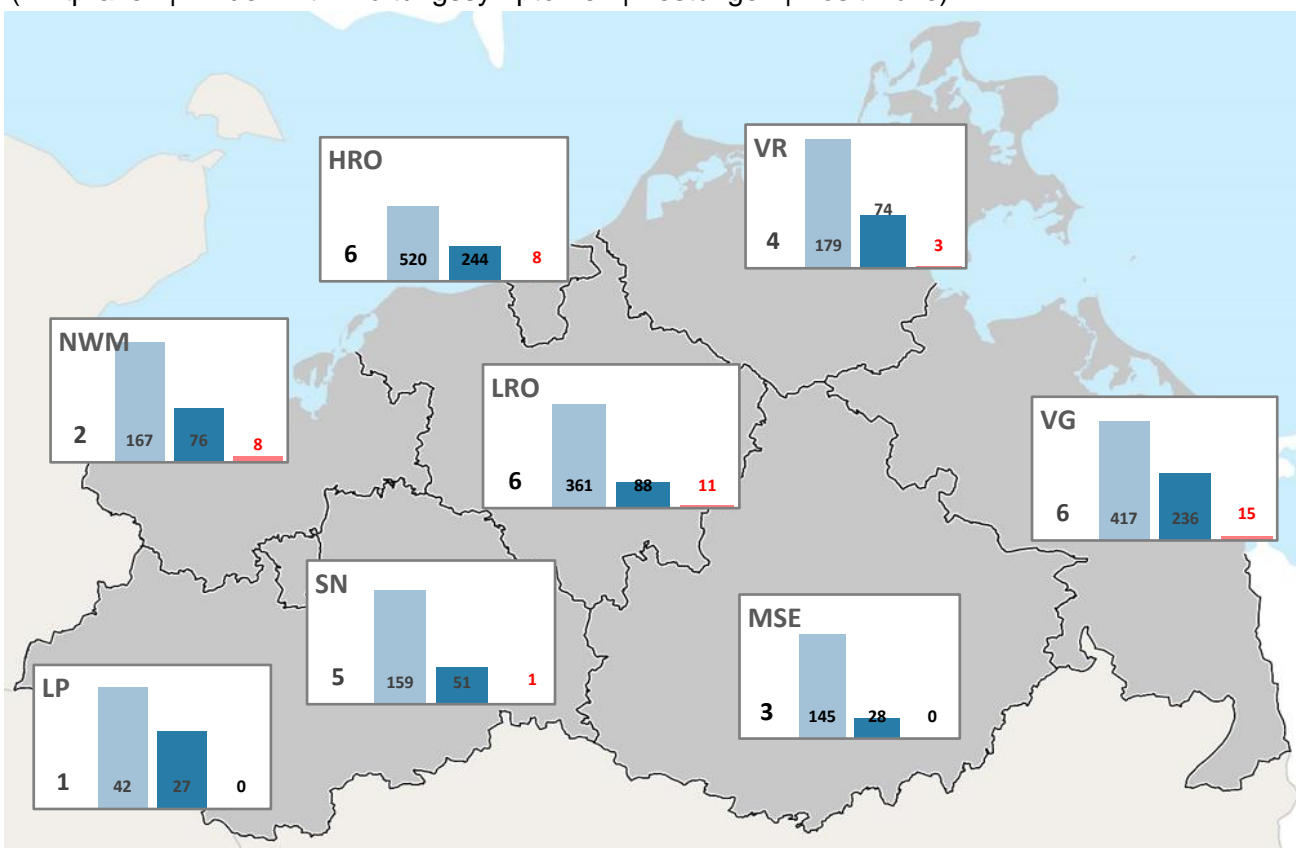 HRO
6 520 244 8
VR
4 179 74 3
NWM
2 167 76 8
LRO
6 361 88 11
VG
6 417 236 15
SN
5 159 51 1
MSE
3 145 28 0
LP
1 42 27 0